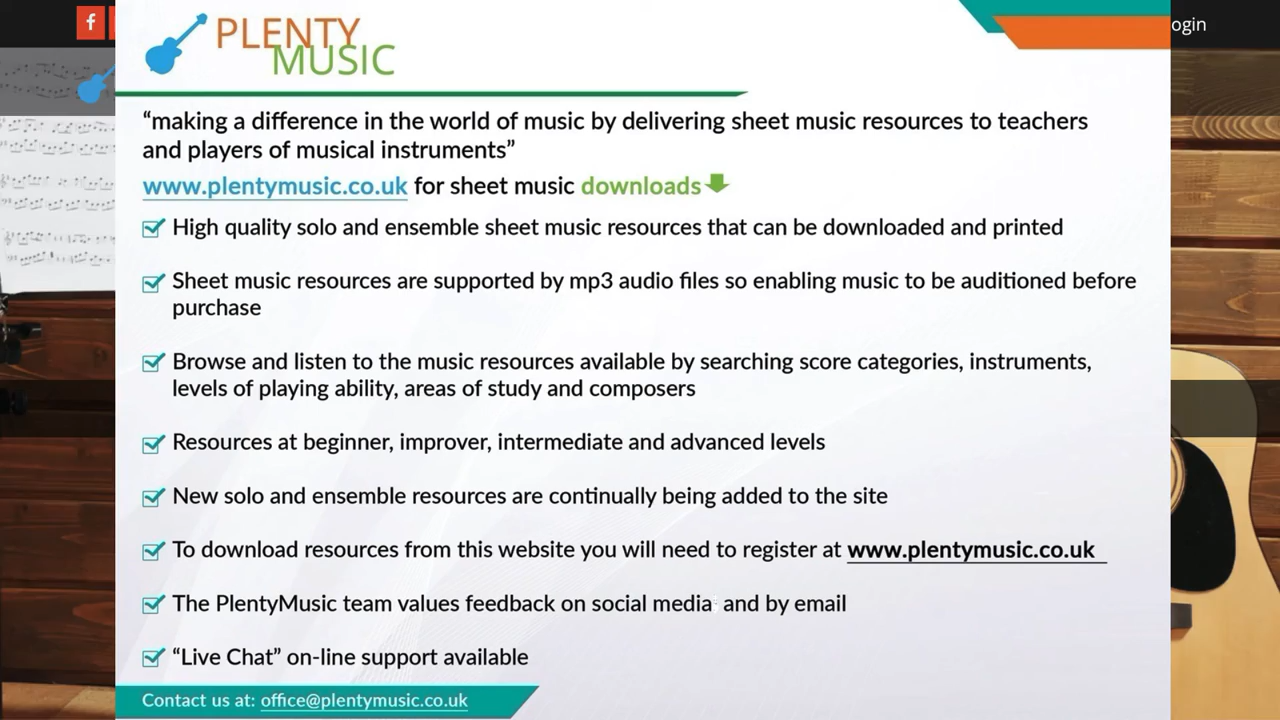 f
ogin
PLENTY
MUSIC
“making a difference in the world of music by delivering sheet music resources to teachers
and players of musical instruments”
www.plentymusic.co.uk for sheet music downloads
High quality solo and ensemble sheet music resources that can be downloaded and printed
Sheet music resources are supported by mp3 audio files so enabling music to be auditioned before
purchase
Browse and listen to the music resources available by searching score categories, instruments,
levels of playing ability, areas of study and composers
Resources at beginner, improver, intermediate and advanced levels
New solo and ensemble resources are continually being added to the site
To download resources from this website you will need to register at www.plentymusic.co.uk
The PlentyMusic team values feedback on social media and by email
“Live Chat” on-line support available
Contact us at: office@plentymusic.co.uk